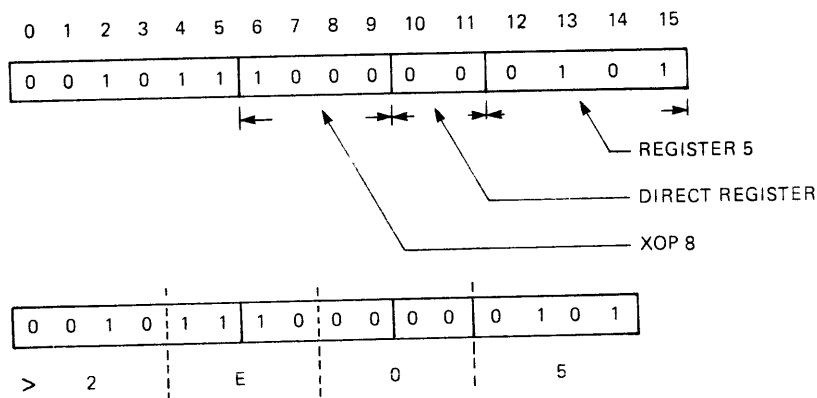 0 1 2 3 4 5 6 7 8 9 10 11 12 13 14 15
0 0 1 0 1 1 1 0 0 0 0 0 0 1 0 1
REGISTER 5
DIRECT REGISTER
XOP 8
0 0 1 0 1 1 1 0 0 0 0 0 0 1 0 1
> 2 E 0 5